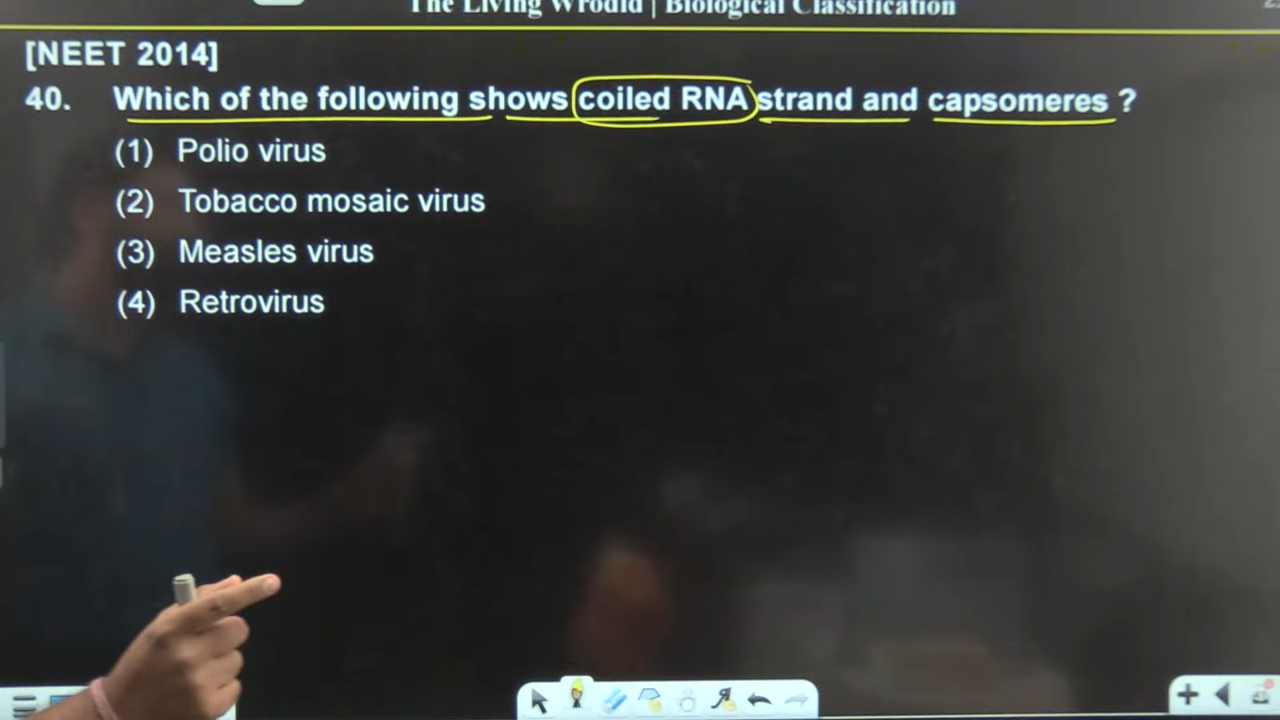 The Living Wrodld | Biological Classification
[NEET 2014]
40. Which of the following shows coiled RNA strand and capsomeres ?
(1) Polio virus
(2) Tobacco mosaic virus
(3) Measles virus
(4) Retrovirus